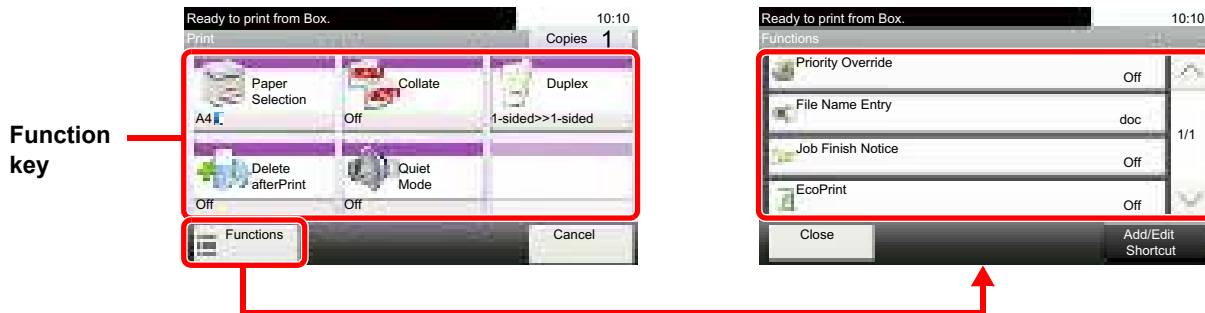 Ready to print from Box.
10:10
Print
Copies 1
Paper
Selection
A4
Collate
Off
Duplex
1-sided>>1-sided
Function
key
Delete
afterPrint
Off
Quiet
Mode
Off
Functions
Cancel
Ready to print from Box.
10:10
Functions
Priority Override
Off
File Name Entry
doc
1/1
Job Finish Notice
Off
EcoPrint
Off
Close
Add/Edit
Shortcut